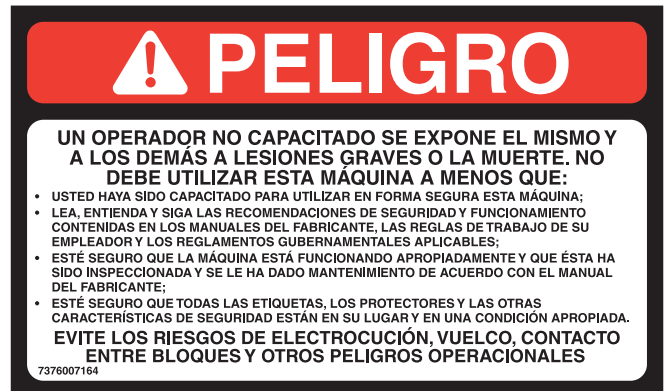 PELIGRO
UN OPERADOR NO CAPACITADO SE EXPONE EL MISMO Y
A LOS DEMÁS A LESIONES GRAVES O LA MUERTE. NO
DEBE UTILIZAR ESTA MÁQUINA A MENOS QUE:
• USTED HAYA SIDO CAPACITADO PARA UTILIZAR EN FORMA SEGURA ESTA MÁQUINA;
• LEA, ENTIENDA Y SIGA LAS RECOMENDACIONES DE SEGURIDAD Y FUNCIONAMIENTO
CONTENIDAS EN LOS MANUALES DEL FABRICANTE, LAS REGLAS DE TRABAJO DE SU
EMPLEADOR Y LOS REGLAMENTOS GUBERNAMENTALES APLICABLES;
• ESTÉ SEGURO QUE LA MÁQUINA ESTÁ FUNCIONANDO APROPIADAMENTE Y QUE ÉSTA HA
SIDO INSPECCIONADA Y SE LE HA DADO MANTENIMIENTO DE ACUERDO CON EL MANUAL
DEL FABRICANTE;
• ESTÉ SEGURO QUE TODAS LAS ETIQUETAS, LOS PROTECTORES Y LAS OTRAS
CARACTERÍSTICAS DE SEGURIDAD ESTÁN EN SU LUGAR Y EN UNA CONDICIÓN APROPIADA.
EVITE LOS RIESGOS DE ELECTROCUCIÓN, VUELCO, CONTACTO
ENTRE BLOQUES Y OTROS PELIGROS OPERACIONALES
7376007164